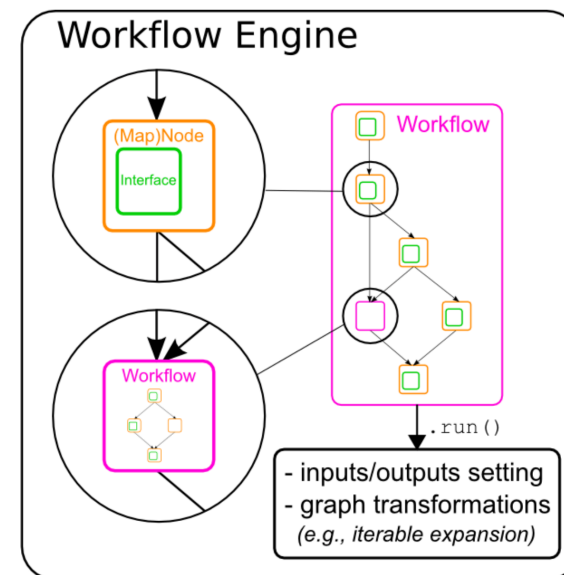 Workflow Engine
(Map)Node
Interface
Workflow
Workflow
.run()
- inputs/outputs setting
- graph transformations
(e.g., iterable expansion)